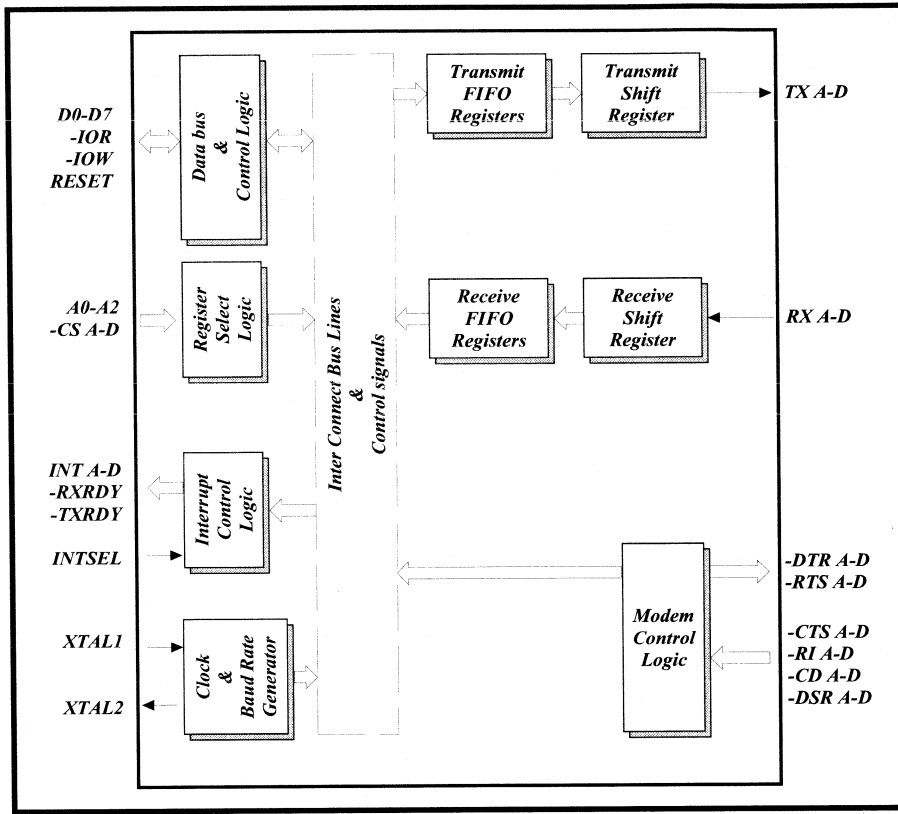 D0-D7
-IOR
-IOW
RESET
Data bus
&
Control Logic
A0-A2
-CS A-D
Register
Select
Logic
INT A-D
-RXRDY
-TXRDY
INTSEL
Interrupt
Control
Logic
XTAL1
XTAL2
Clock
&
Baud Rate
Generator
Inter Connect Bus Lines
&
Control signals
Transmit
FIFO
Registers
Transmit
Shift
Register
TX A-D
Receive
FIFO
Registers
Receive
Shift
Register
RX A-D
Modem
Control
Logic
-DTR A-D
-RTS A-D
-CTS A-D
-RI A-D
-CD A-D
-DSR A-D